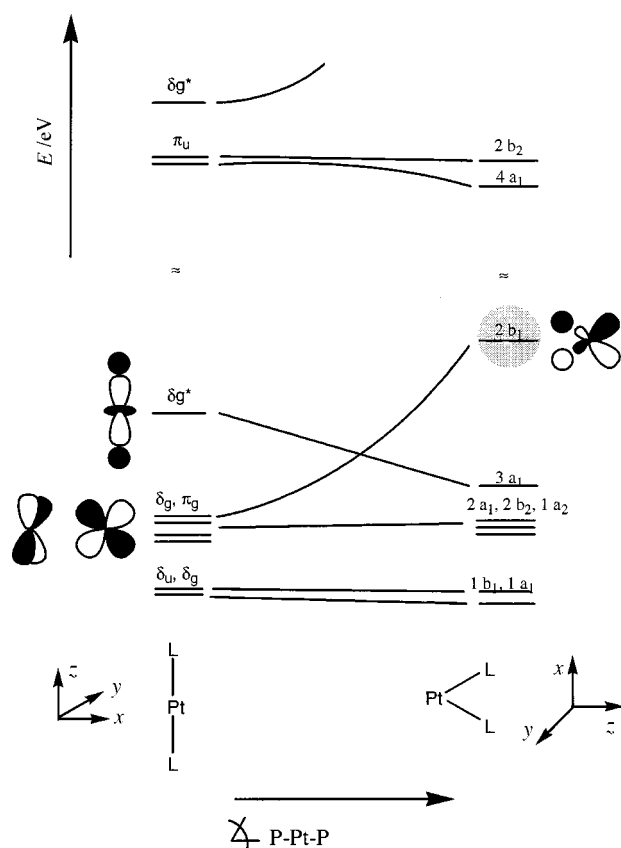 E /eV
δg*
πu
2 b₂
4 a₁
≈
≈
2 b₁
δg*
3 a₁
δg, πg
2 a₁, 2 b₂, 1 a₂
δu, δg
1 b₁, 1 a₁
z
y
x
L
Pt
L
Pt
L
L
x
y
z
P-Pt-P